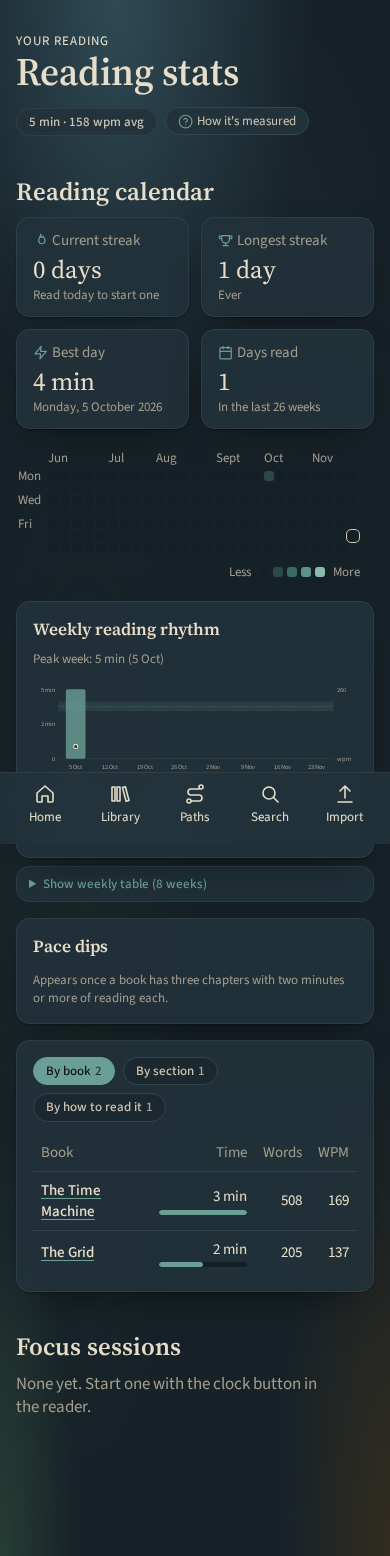 YOUR READING
Reading stats
5 min · 158 wpm avg
How it's measured
Reading calendar
Current streak
0 days
Read today to start one
Longest streak
1 day
Ever
Best day
4 min
Monday, 5 October 2026
Days read
1
In the last 26 weeks
Jun Jul Aug Sept Oct Nov
Mon
Wed
Fri
Less More
Weekly reading rhythm
Peak week: 5 min (5 Oct)
5 min 260
2 min
0 wpm
5 Oct 12 Oct 19 Oct 26 Oct 2 Nov 9 Nov 16 Nov 23 Nov
Home Library Paths Search Import
Show weekly table (8 weeks)
Pace dips
Appears once a book has three chapters with two minutes
or more of reading each.
By book 2 By section 1
By how to read it 1
Book Time Words WPM
The Time
Machine 3 min 508 169
The Grid 2 min 205 137
Focus sessions
None yet. Start one with the clock button in
the reader.